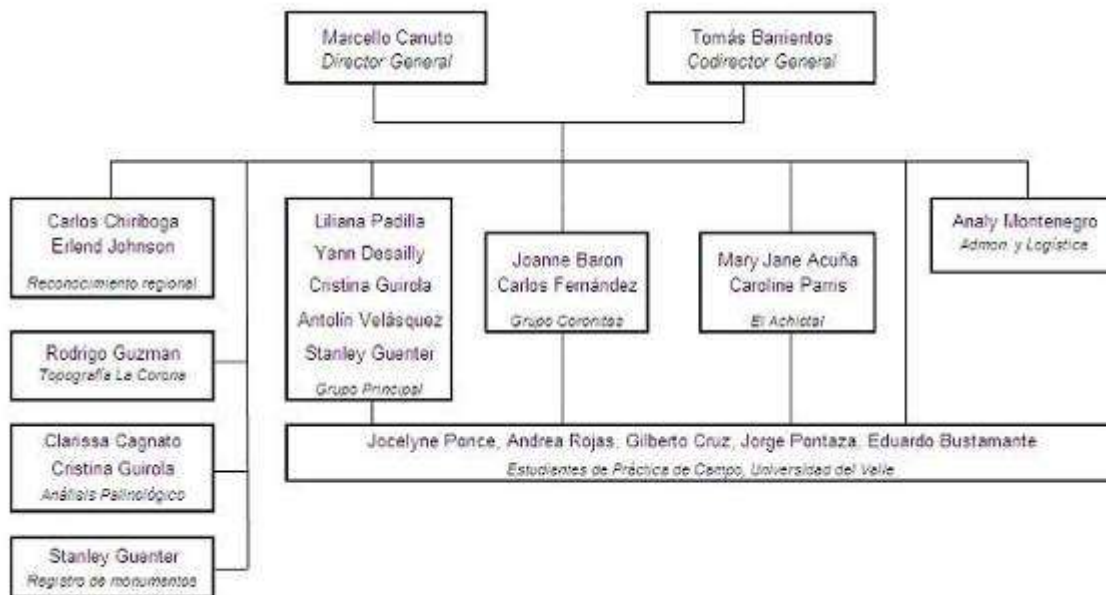 Marcello Canuto
Director General
Tomás Barrientos
Codirector General
Carlos Chiriboga
Erlend Johnson
Reconocimiento regional
Liliana Padilla
Yann Desailly
Cristina Guirola
Antolín Velásquez
Stanley Guenter
Grupo Principal
Joanne Baron
Carlos Fernández
Grupo Coronitas
Mary Jane Acuña
Caroline Parris
El Achiotal
Analy Montenegro
Admon. y Logística
Rodrigo Guzman
Topografía La Corona
Clarissa Cagnato
Cristina Guirola
Análisis Palinológico
Jocelyne Ponce, Andrea Rojas, Gilberto Cruz, Jorge Pontaza, Eduardo Bustamante
Estudiantes de Práctica de Campo, Universidad del Valle
Stanley Guenter
Registro de monumentos